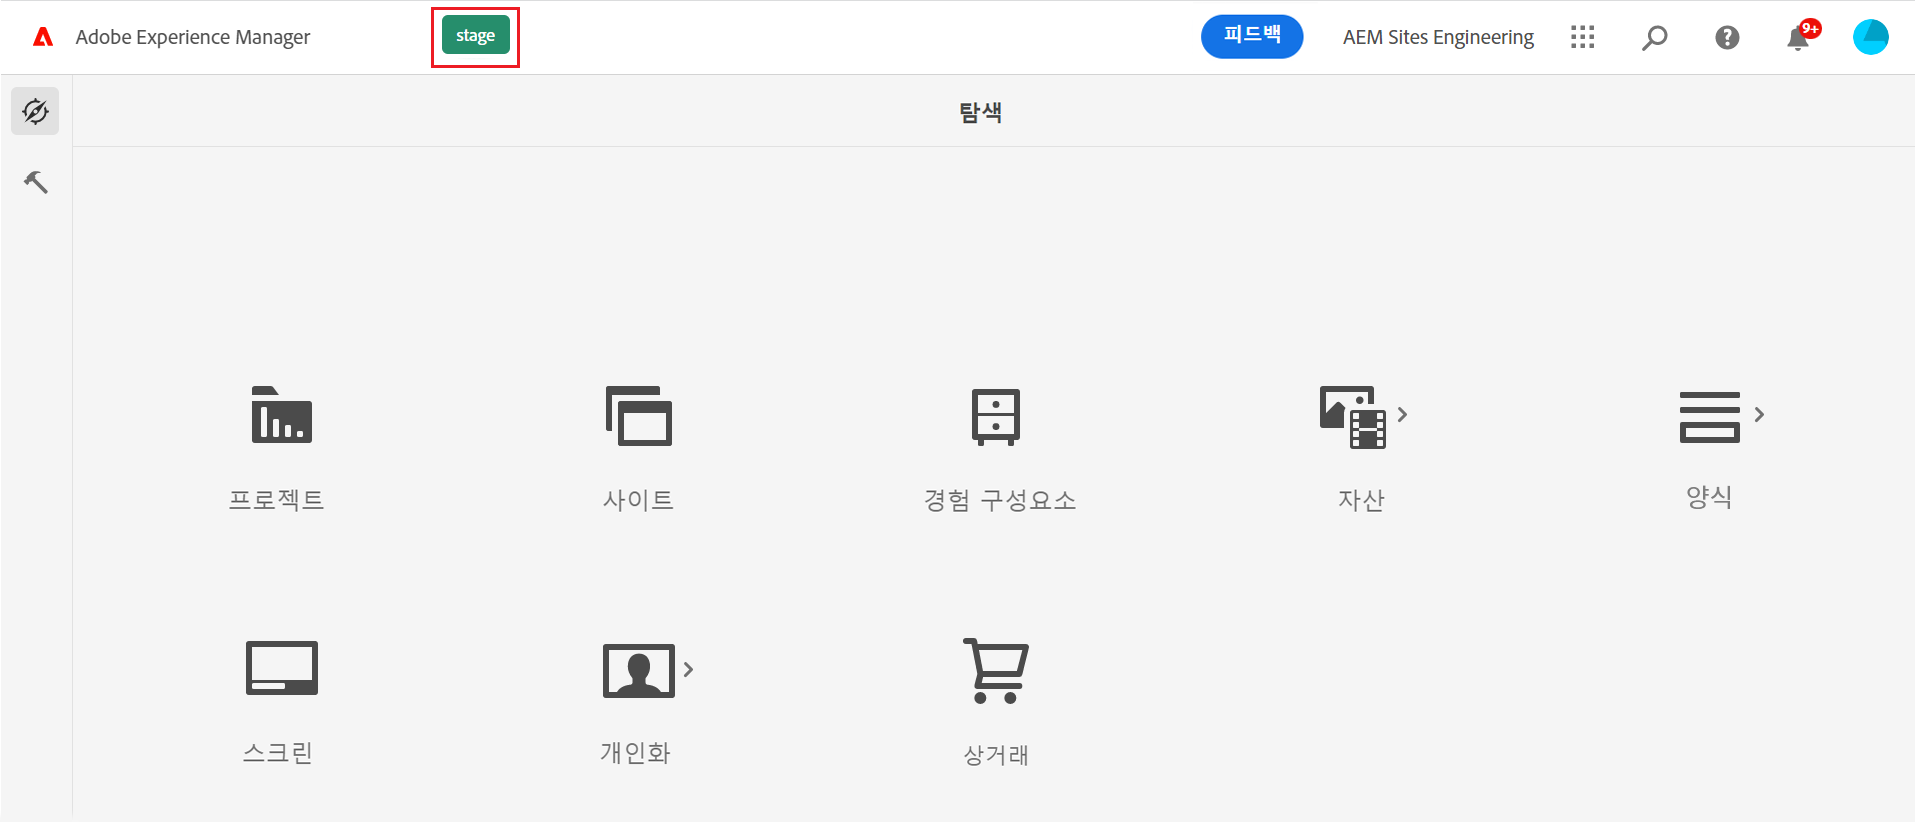 Adobe Experience Manager
stage
피드백
AEM Sites Engineering
?
9+
탐색
프로젝트
사이트
경험 구성요소
자산
양식
스크린
개인화
상거래